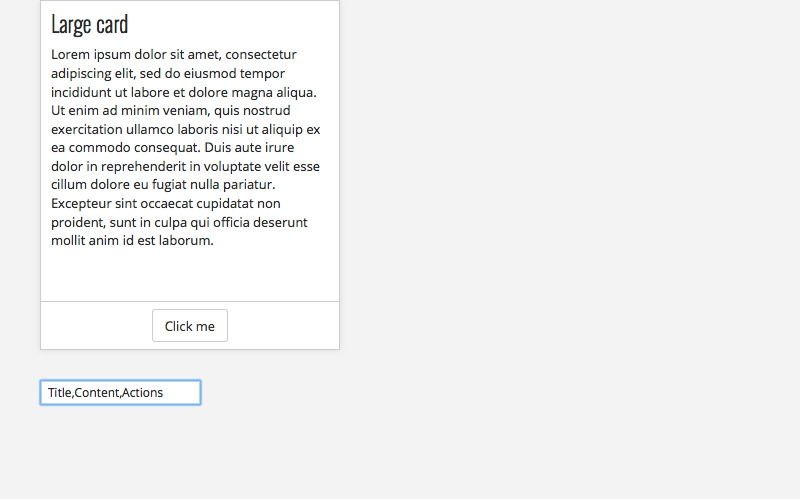 Large card
Lorem ipsum dolor sit amet, consectetur
adipiscing elit, sed do eiusmod tempor
incididunt ut labore et dolore magna aliqua.
Ut enim ad minim veniam, quis nostrud
exercitation ullamco laboris nisi ut aliquip ex
ea commodo consequat. Duis aute irure
dolor in reprehenderit in voluptate velit esse
cillum dolore eu fugiat nulla pariatur.
Excepteur sint occaecat cupidatat non
proident, sunt in culpa qui officia deserunt
mollit anim id est laborum.
Click me
Title,Content,Actions